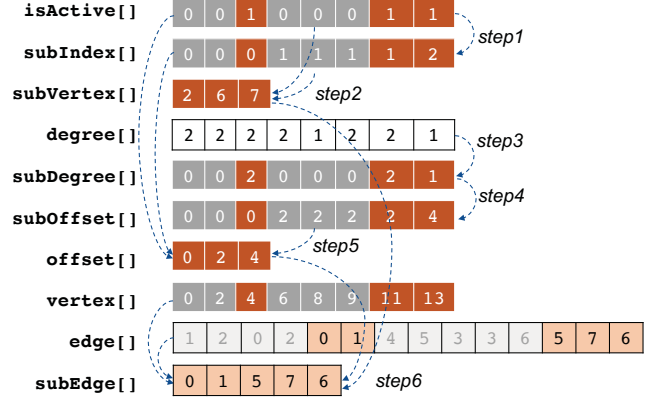 isActive[] 0 0 1 0 0 0 1 1
step1
subIndex[] 0 0 0 1 1 1 1 2
subVertex[] 2 6 7 step2
degree[] 2 2 2 2 1 2 2 1 step3
subDegree[] 0 0 2 0 0 0 2 1
step4
subOffset[] 0 0 0 2 2 2 2 4
offset[] 0 2 4 step5
vertex[] 0 2 4 6 8 9 11 13
edge[] 1 2 0 2 0 1 4 5 3 3 6 5 7 6
subEdge[] 0 1 5 7 6 step6